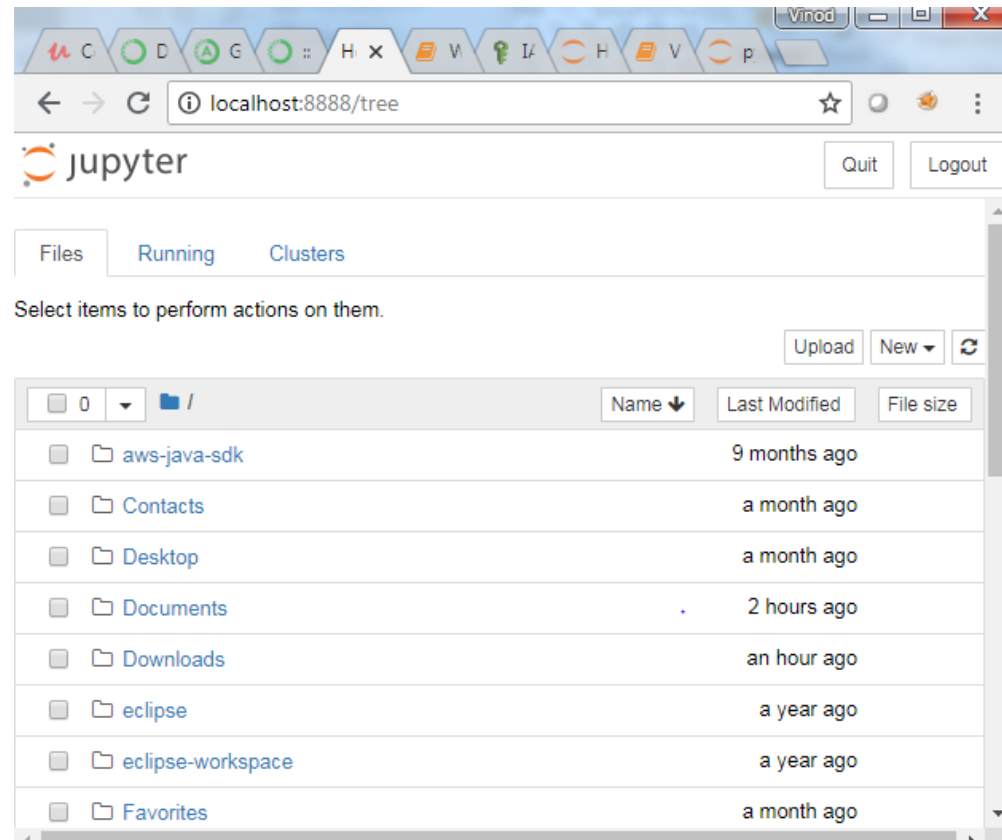 Vinod
C D G :: H W IA H V p
localhost:8888/tree
jupyter
Quit Logout
Files Running Clusters
Select items to perform actions on them.
Upload New
0 / Name Last Modified File size
aws-java-sdk 9 months ago
Contacts a month ago
Desktop a month ago
Documents 2 hours ago
Downloads an hour ago
eclipse a year ago
eclipse-workspace a year ago
Favorites a month ago